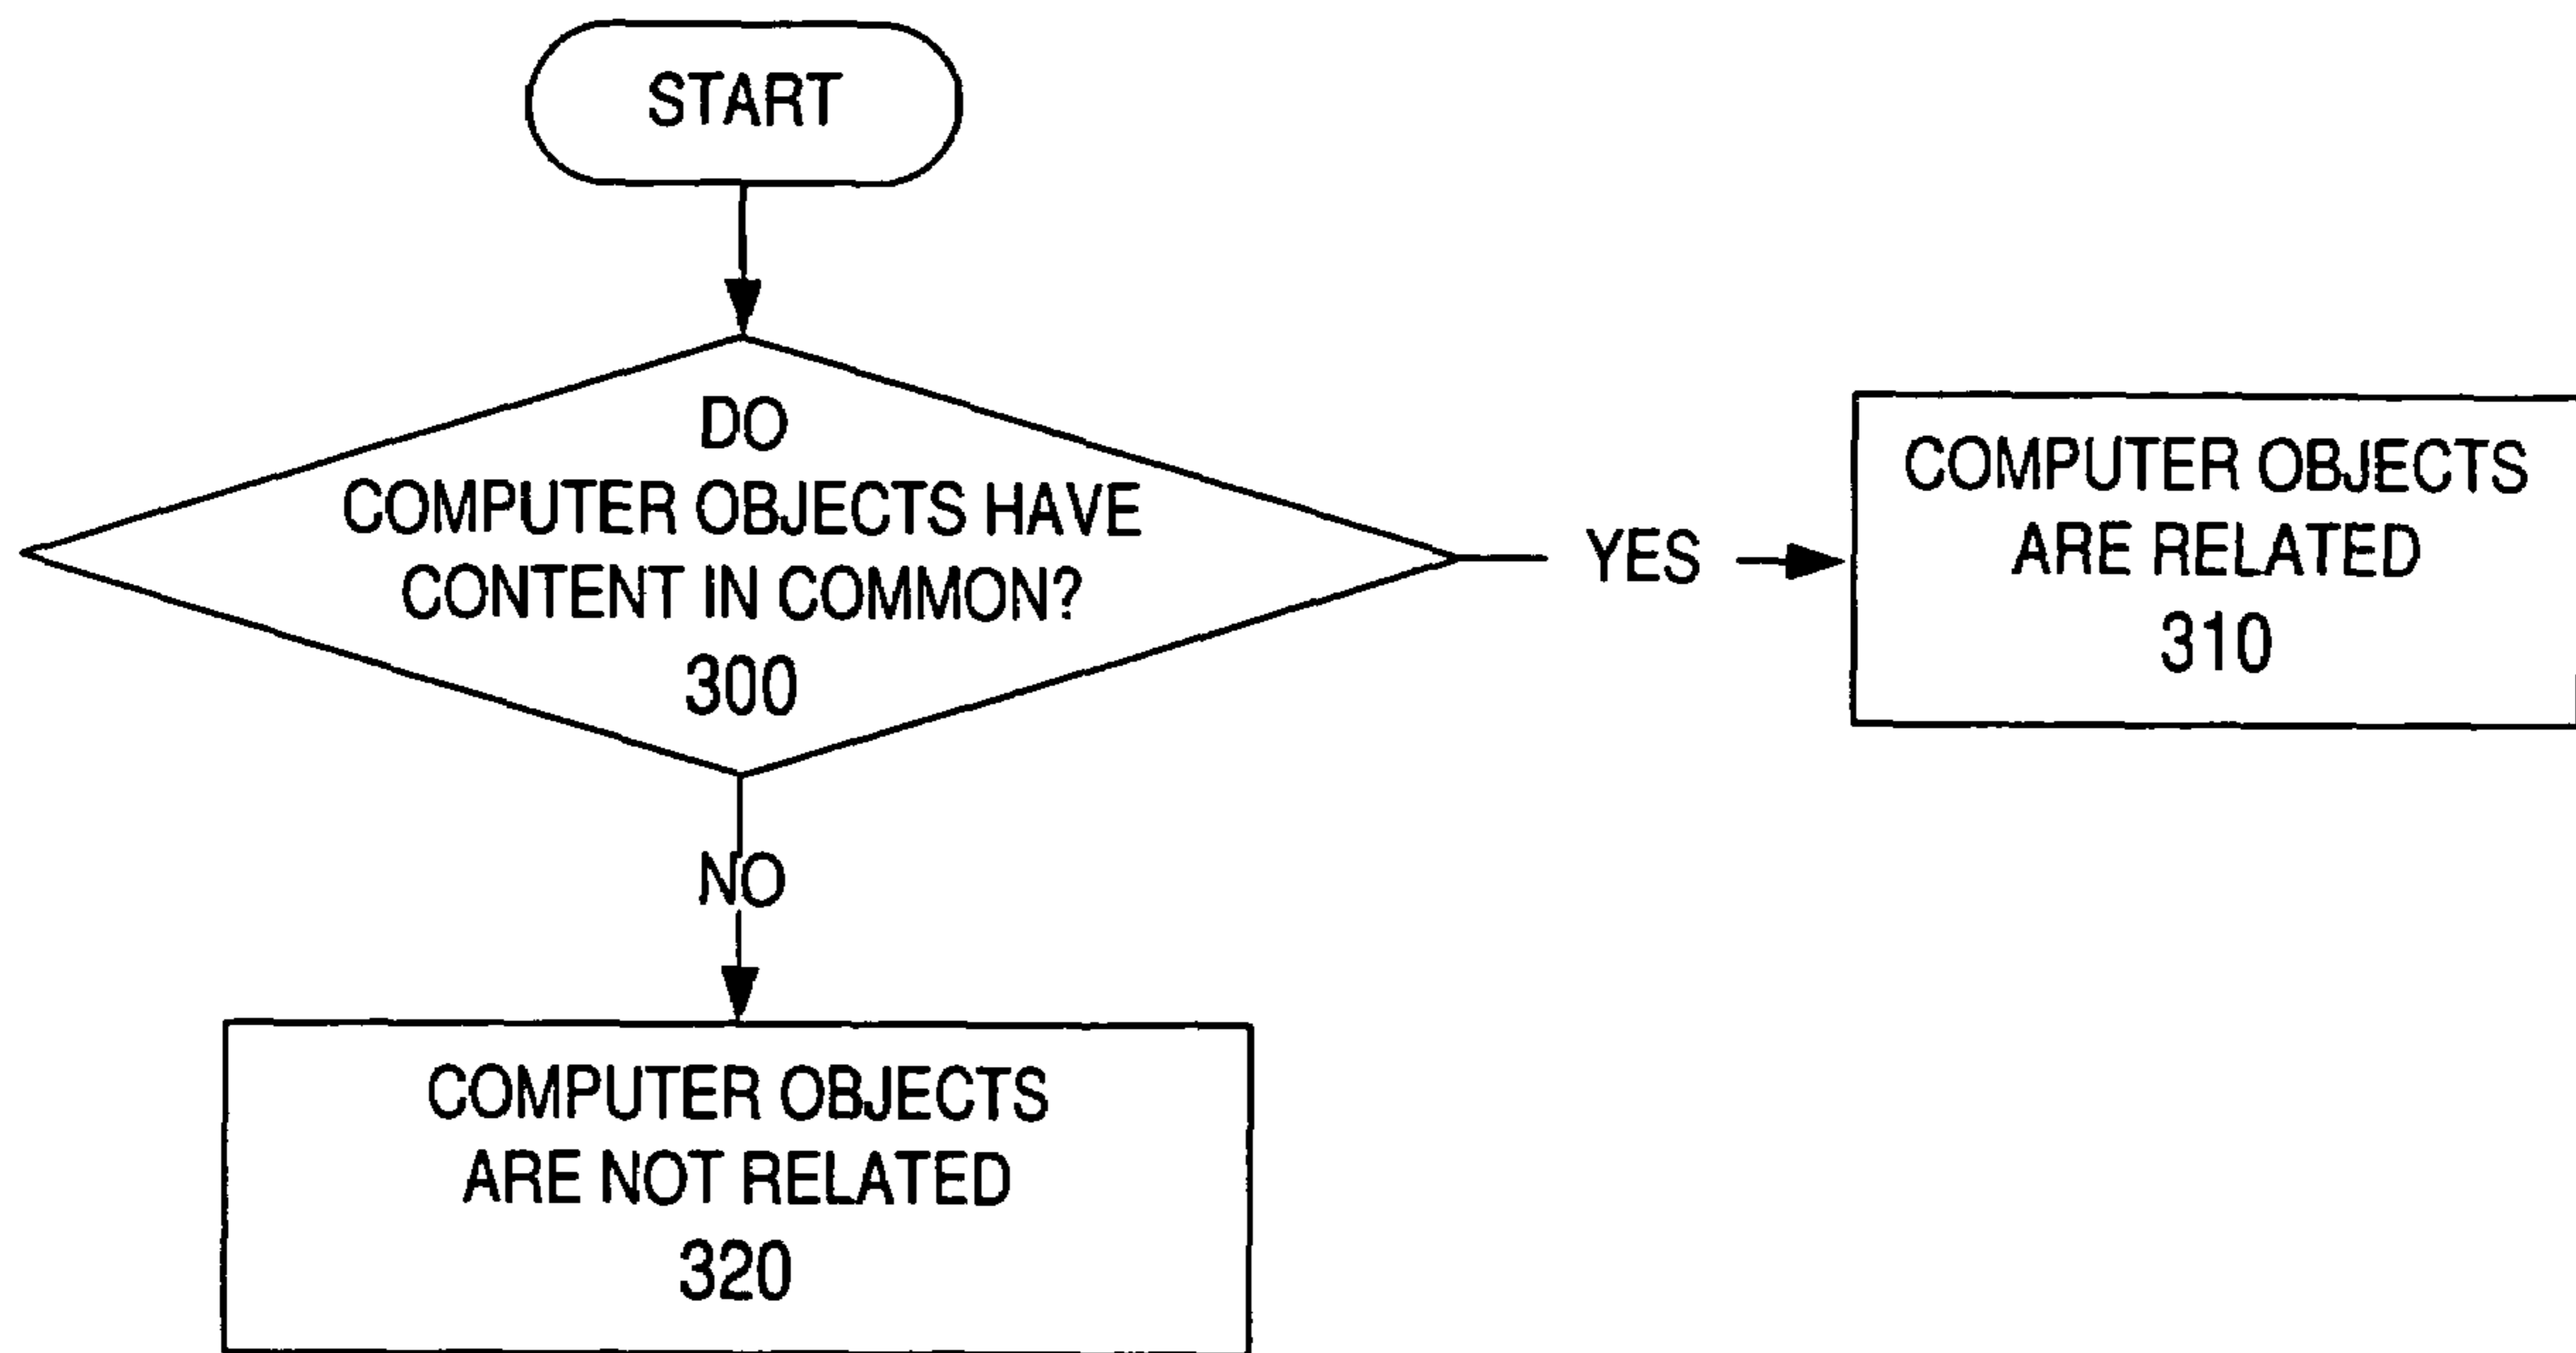 START
DO
COMPUTER OBJECTS HAVE
CONTENT IN COMMON?
300
YES
COMPUTER OBJECTS
ARE RELATED
310
NO
COMPUTER OBJECTS
ARE NOT RELATED
320